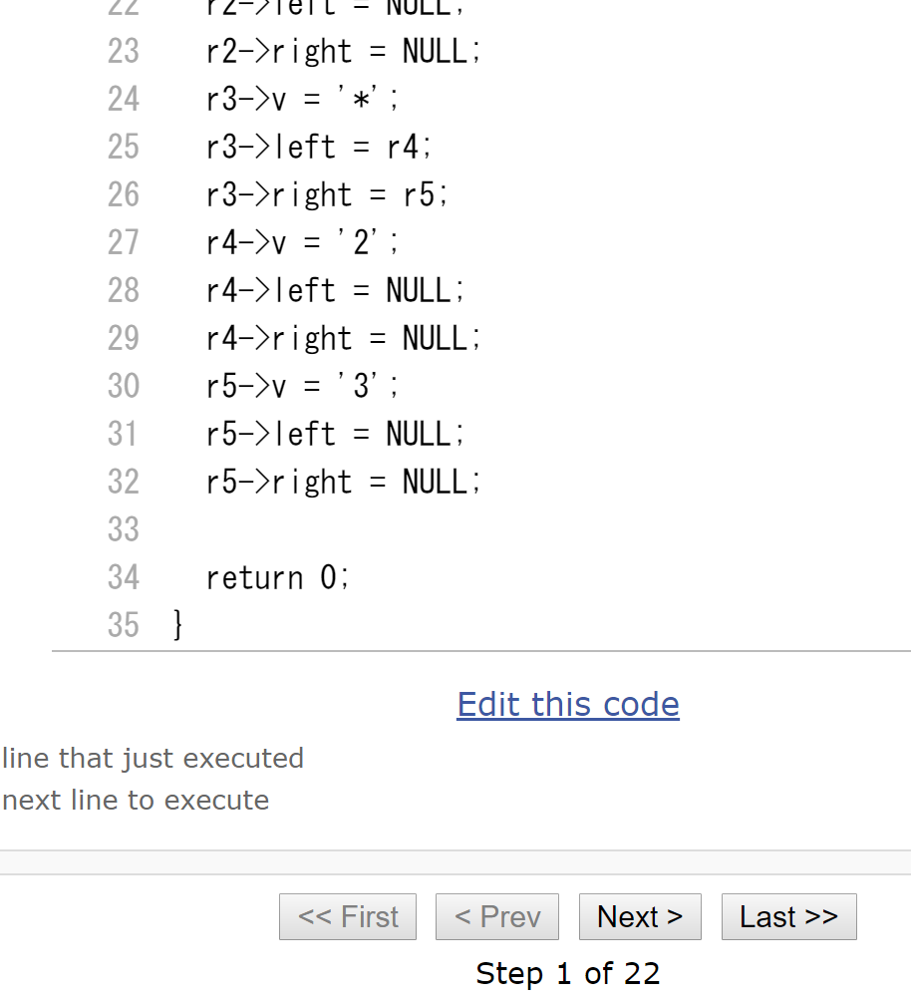 22 r2->left = NULL;
23 r2->right = NULL;
24 r3->v = '*';
25 r3->left = r4;
26 r3->right = r5;
27 r4->v = '2';
28 r4->left = NULL;
29 r4->right = NULL;
30 r5->v = '3';
31 r5->left = NULL;
32 r5->right = NULL;
33
34 return 0;
35 }
Edit this code
line that just executed
next line to execute
<< First < Prev Next > Last >>
Step 1 of 22